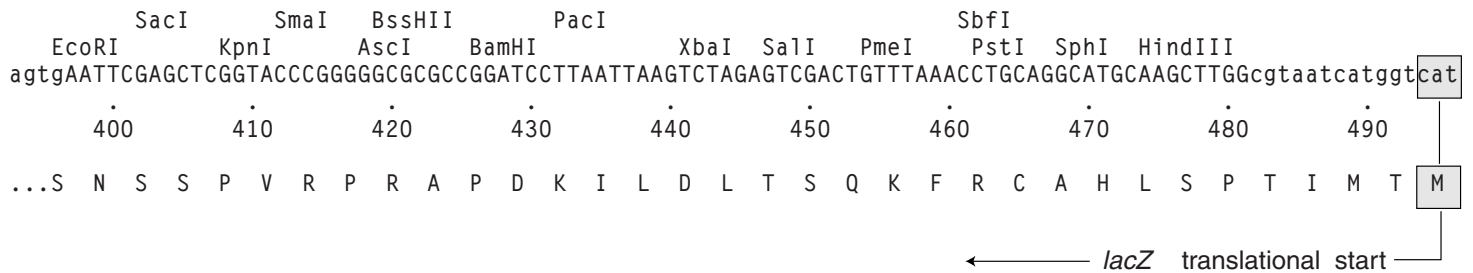 SacI SmaI BssHII PacI SbfI
EcoRI KpnI AscI BamHI XbaI SalI PmeI PstI SphI HindIII
agtgAATTCGAGCTCGGTACCCGGGGGCGCGCCGGATCCTTAATTAAGTCTAGAGTCGACTGTTTAAACCTGCAGGCATGCAAGCTTGGcgtaatcatggtcat
. . . . . . . . . .
400 410 420 430 440 450 460 470 480 490
...S N S S P V R P R A P D K I L D L T S Q K F R C A H L S P T I M T M
lacZ translational start